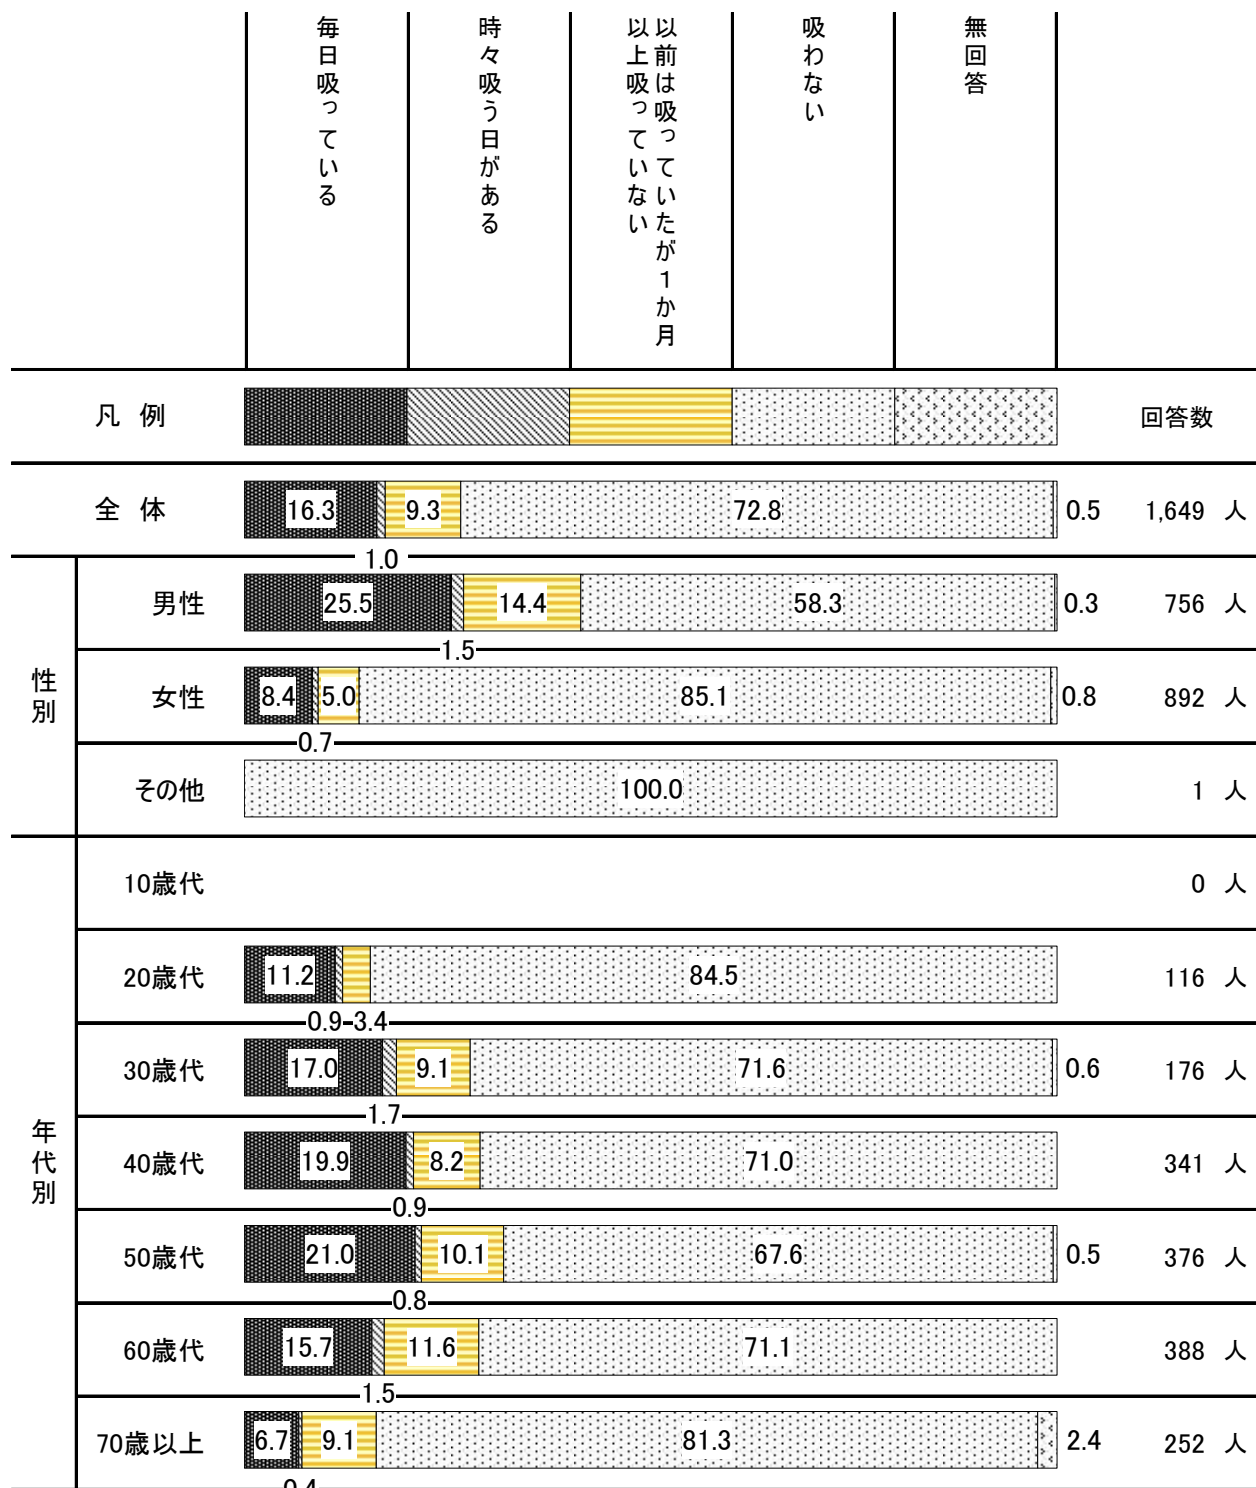 毎日吸っている
時々吸う日がある
以前は吸っていたが１か月
以上吸っていない
吸わない
無回答
凡 例
回答数
全 体 16.3 1.0 9.3 72.8 0.5 1,649 人
性別
男性 25.5 1.5 14.4 58.3 0.3 756 人
女性 8.4 0.7 5.0 85.1 0.8 892 人
その他 100.0 1 人
年代別
10歳代 0 人
20歳代 11.2 0.9 3.4 84.5 116 人
30歳代 17.0 1.7 9.1 71.6 0.6 176 人
40歳代 19.9 0.9 8.2 71.0 341 人
50歳代 21.0 0.8 10.1 67.6 0.5 376 人
60歳代 15.7 1.5 11.6 71.1 388 人
70歳以上 6.7 0.4 9.1 81.3 2.4 252 人